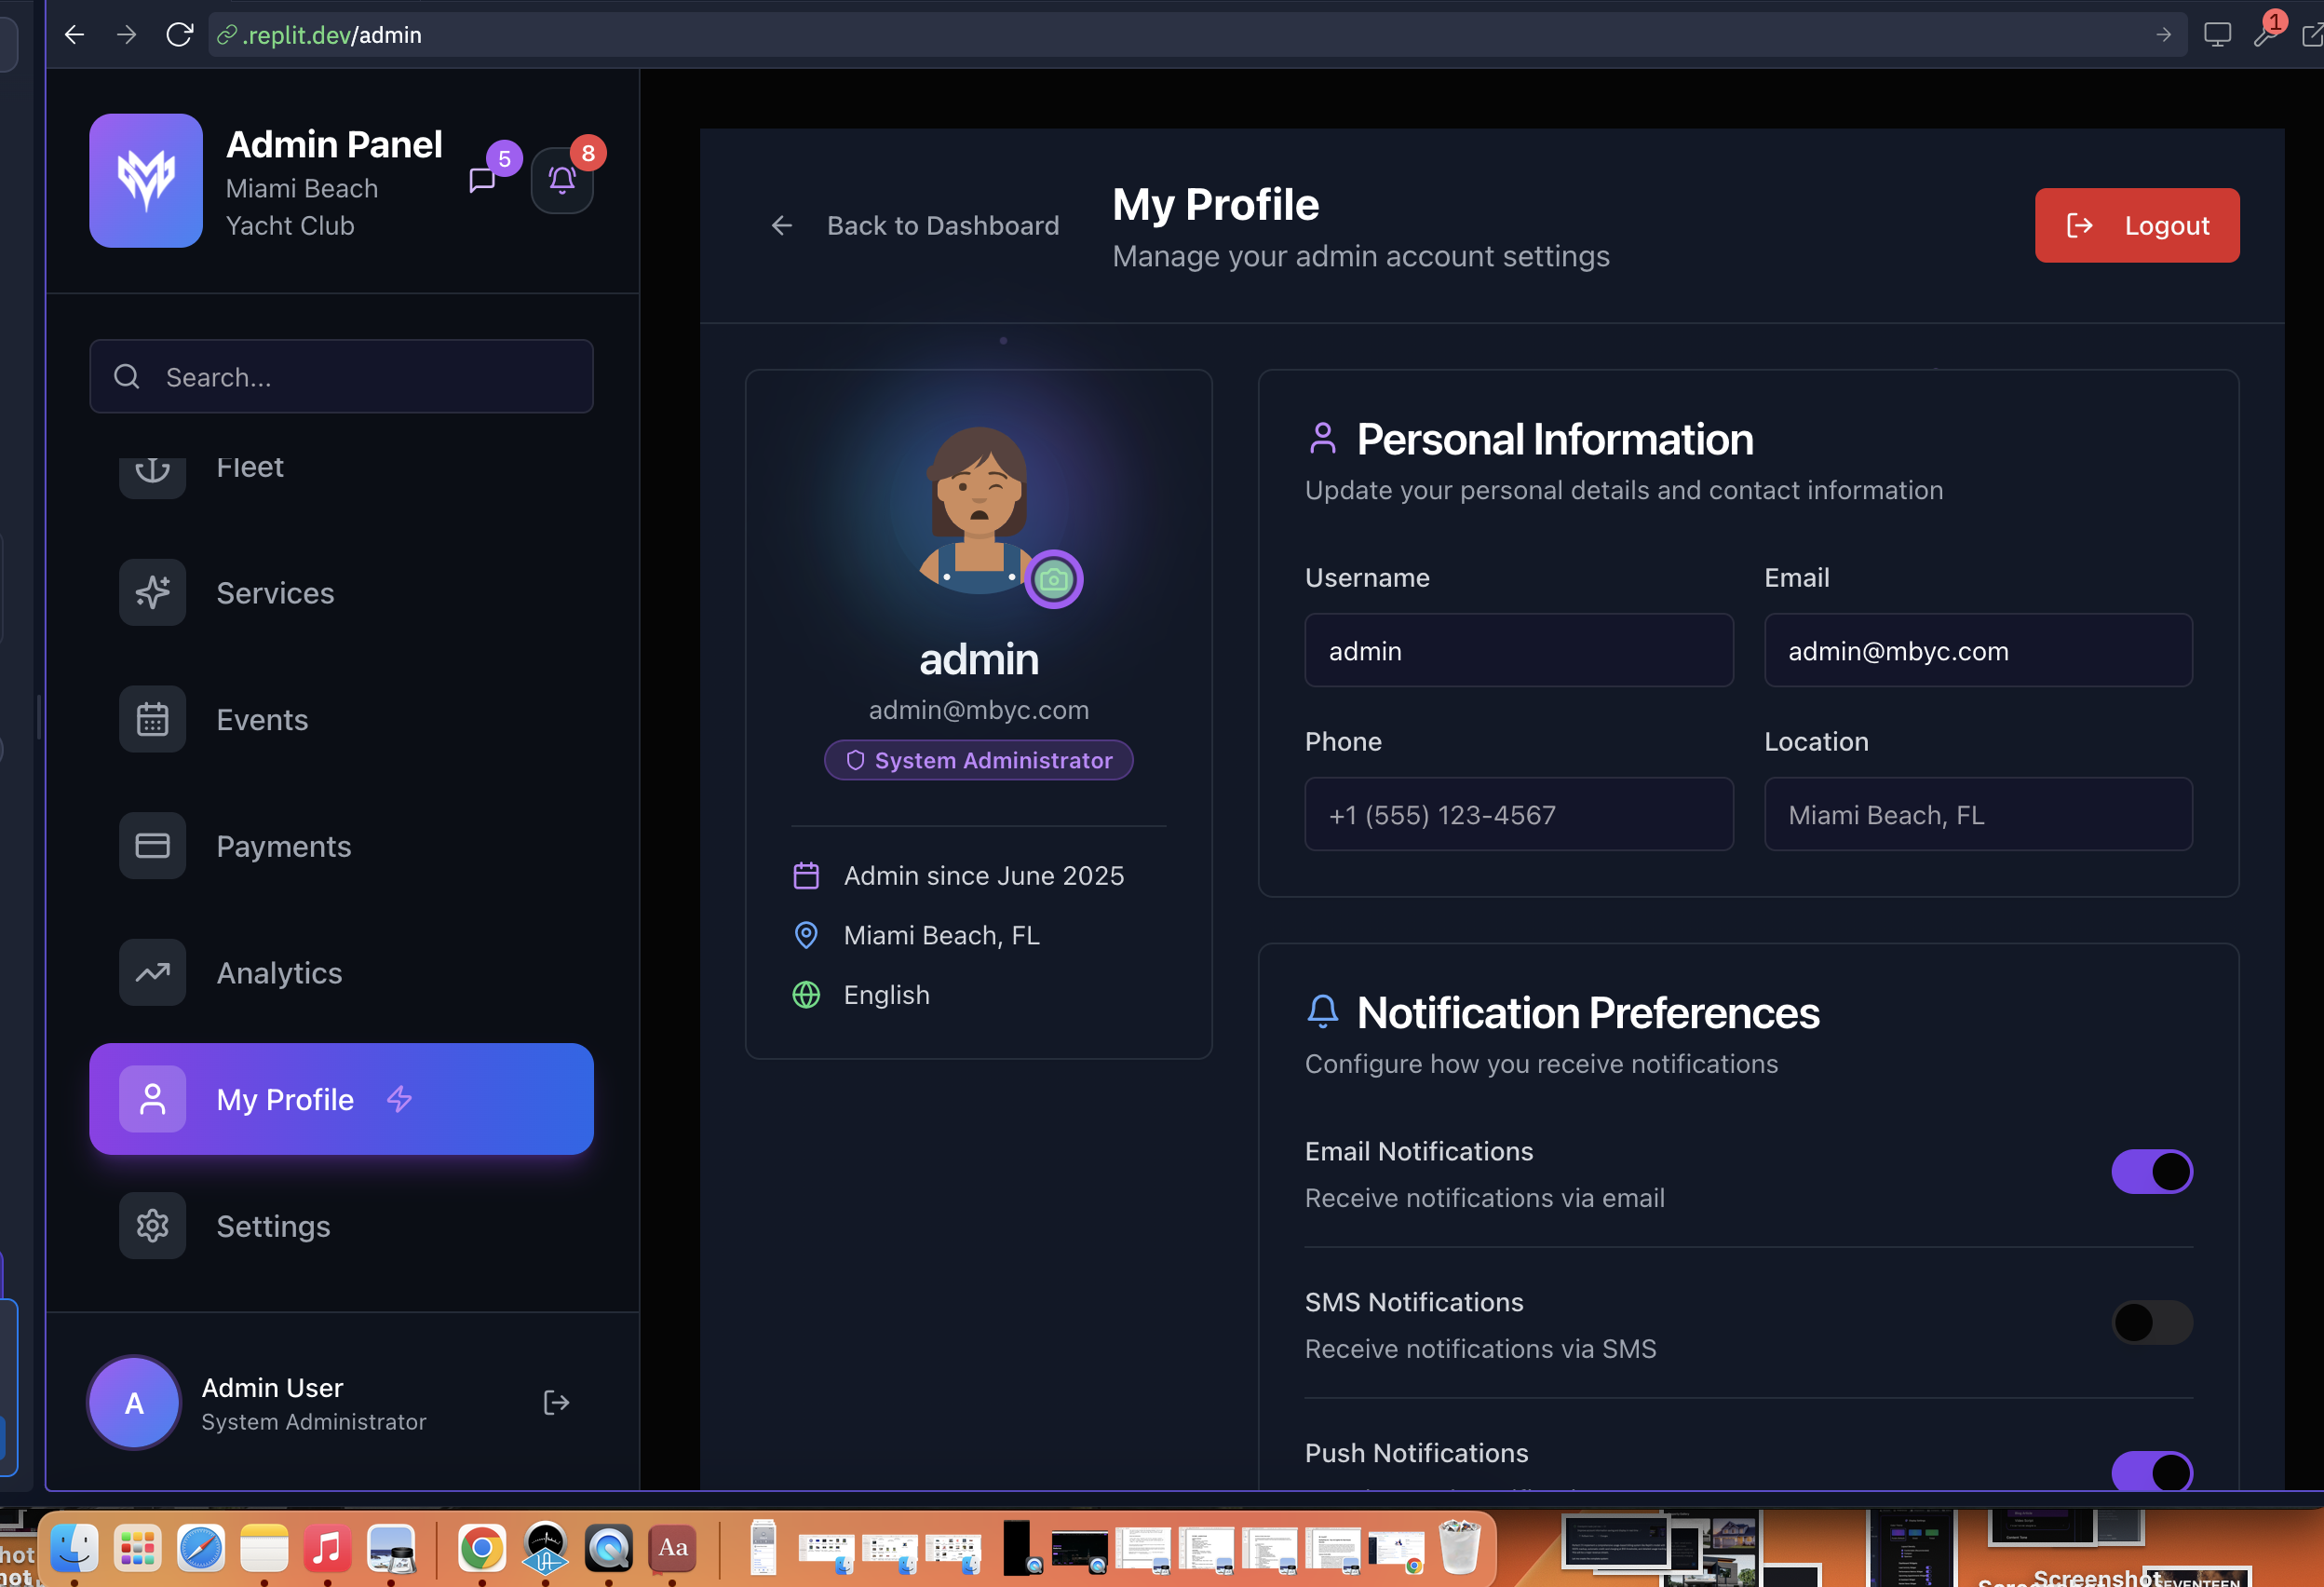 .replit.dev/admin
1
Admin Panel
Miami Beach
Yacht Club
5
8
Search...
Fleet
Services
Events
Payments
Analytics
My Profile
Settings
A
Admin User
System Administrator
Back to Dashboard
My Profile
Manage your admin account settings
Logout
admin
admin@mbyc.com
System Administrator
Admin since June 2025
Miami Beach, FL
English
Personal Information
Update your personal details and contact information
Username
Email
admin
admin@mbyc.com
Phone
Location
+1 (555) 123-4567
Miami Beach, FL
Notification Preferences
Configure how you receive notifications
Email Notifications
Receive notifications via email
SMS Notifications
Receive notifications via SMS
Push Notifications
Aa
hot
Screenshot
SEVENTEEN